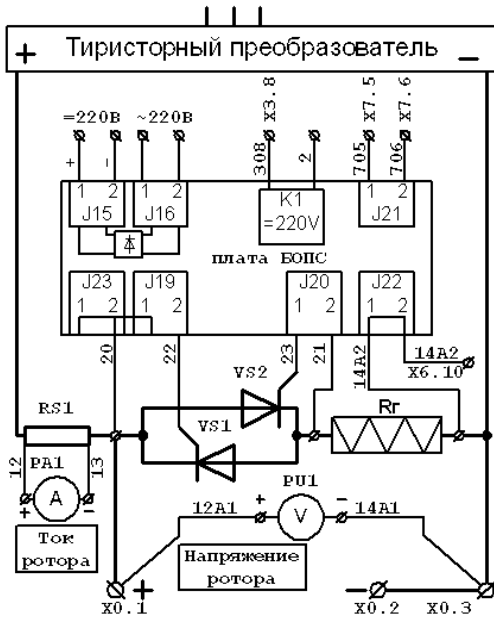 Тиристорный преобразователь
+ −
=220В ~220В
308 X3.8 2 705 X7.5 706 X7.6
+ −
1 2 1 2 K1 1 2
J15 J16 =220V J21
плата БОПС
J23 J19 J20 J22
1 2 1 2 1 2 1 2
20 22 23 21 14A2 14A2
X6.10
VS2
RS1 VS1 Rг
12 PA1 13
+ A −
PU1
12A1 + V − 14A1
Ток
ротора
Напряжение
ротора
+ −
X0.1 X0.2 X0.3